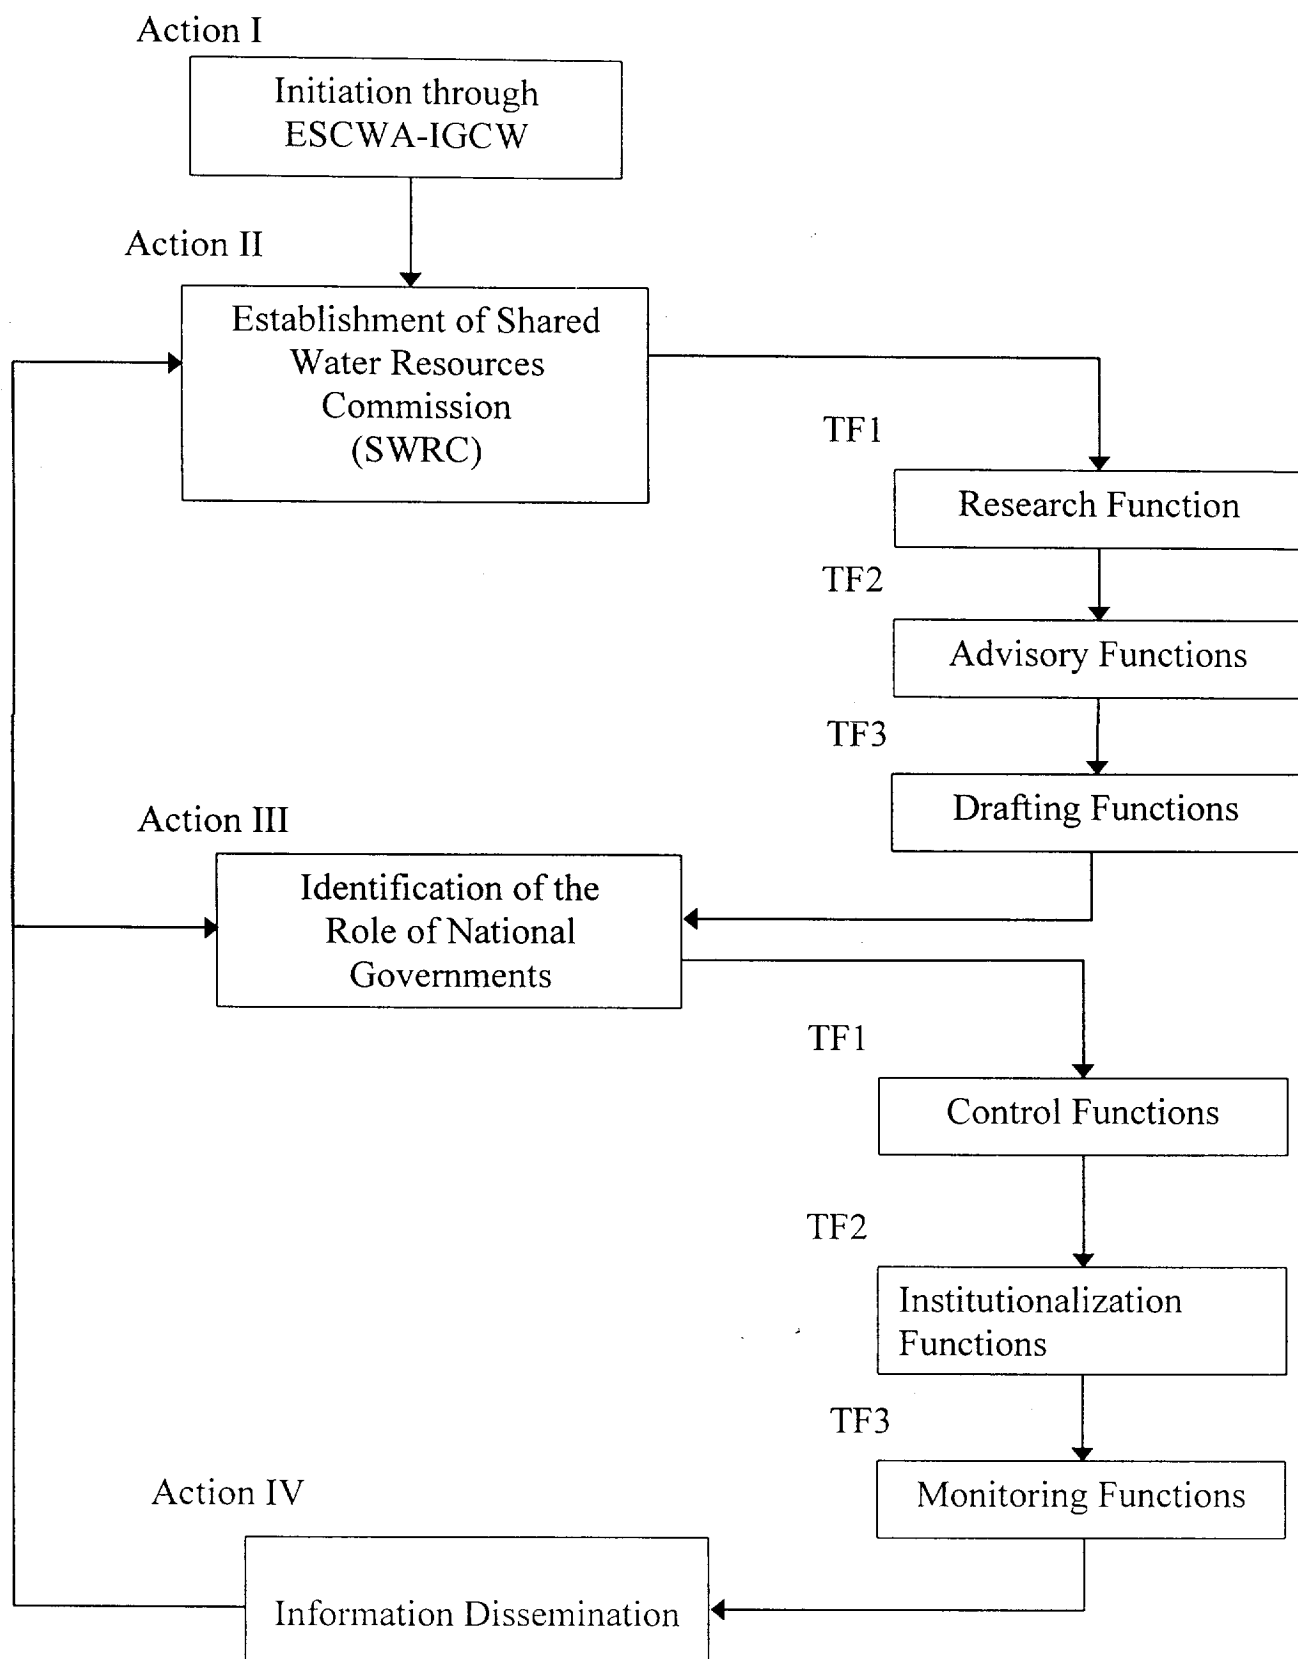 Action I
Initiation through
ESCWA-IGCW
Action II
Establishment of Shared
Water Resources
Commission
(SWRC)
TF1
Research Function
TF2
Advisory Functions
TF3
Drafting Functions
Action III
Identification of the
Role of National
Governments
TF1
Control Functions
TF2
Institutionalization
Functions
TF3
Monitoring Functions
Action IV
Information Dissemination